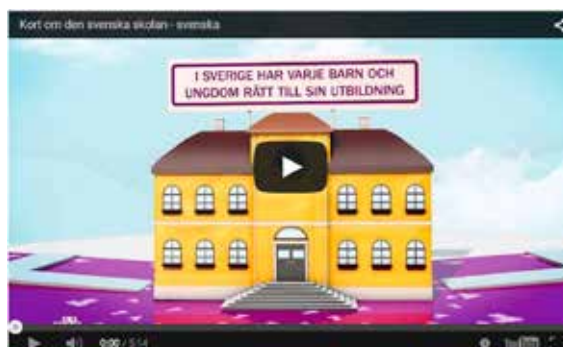 Kort om den svenska skolan - svenska
I SVERIGE HAR VARJE BARN OCH
UNGDOM RÄTT TILL SIN UTBILDNING
0:00 / 5:14